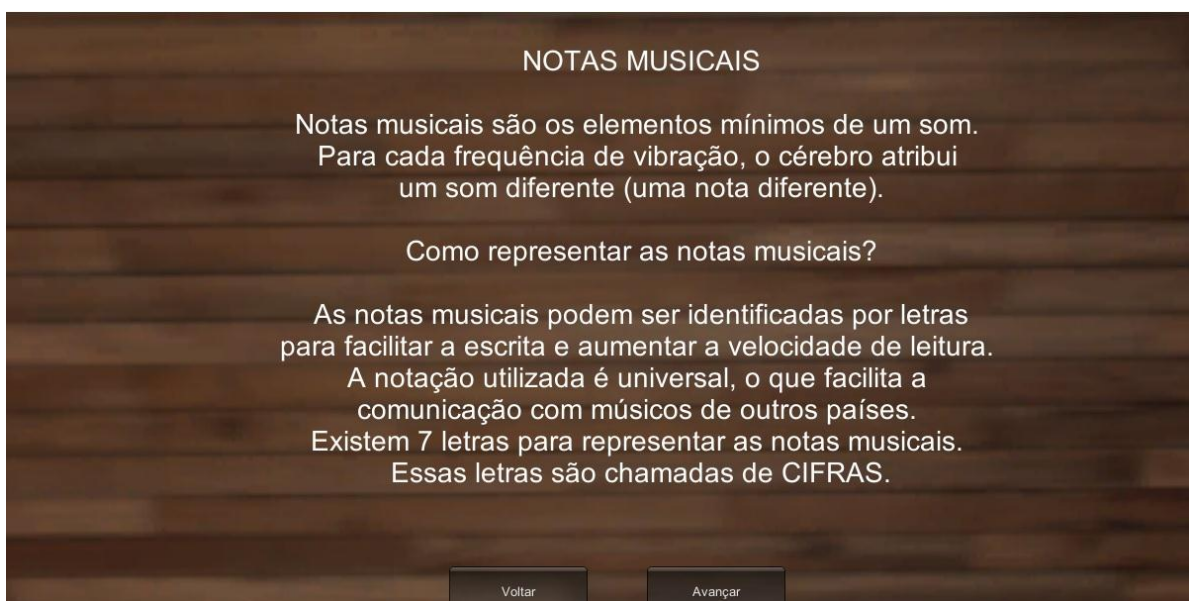 NOTAS MUSICAIS
Notas musicais são os elementos mínimos de um som.
Para cada frequência de vibração, o cérebro atribui
um som diferente (uma nota diferente).
Como representar as notas musicais?
As notas musicais podem ser identificadas por letras
para facilitar a escrita e aumentar a velocidade de leitura.
A notação utilizada é universal, o que facilita a
comunicação com músicos de outros países.
Existem 7 letras para representar as notas musicais.
Essas letras são chamadas de CIFRAS.
Voltar Avançar